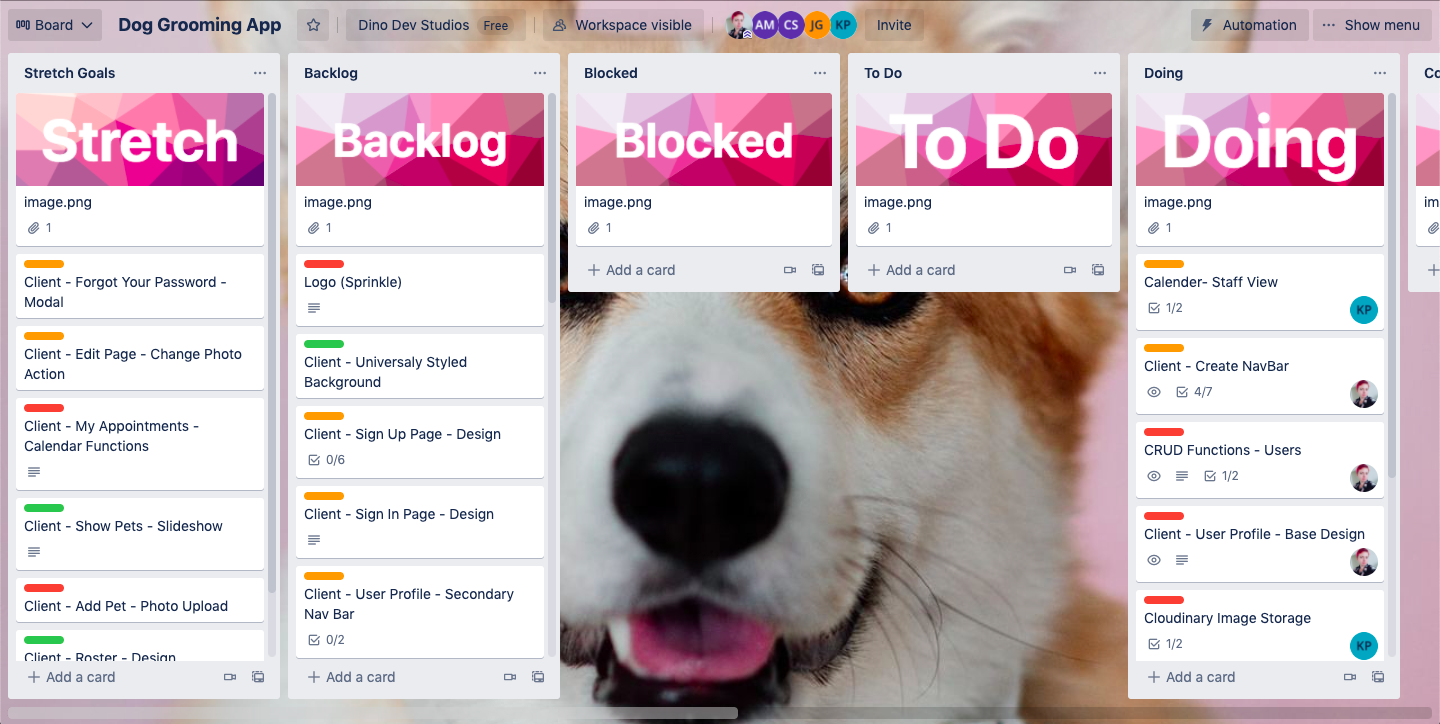 Board
Dog Grooming App
Dino Dev Studios Free
Workspace visible
AM
CS
JG
KP
Invite
Automation
Show menu
Stretch Goals
Stretch
image.png
1
Client - Forgot Your Password -
Modal
Client - Edit Page - Change Photo
Action
Client - My Appointments -
Calendar Functions
Client - Show Pets - Slideshow
Client - Add Pet - Photo Upload
Client - Roster - Design
Add a card
Backlog
Backlog
image.png
1
Logo (Sprinkle)
Client - Universaly Styled
Background
Client - Sign Up Page - Design
0/6
Client - Sign In Page - Design
Client - User Profile - Secondary
Nav Bar
0/2
Add a card
Blocked
Blocked
image.png
1
Add a card
To Do
To Do
image.png
1
Add a card
Doing
Doing
image.png
1
Calender- Staff View
1/2
KP
Client - Create NavBar
4/7
CRUD Functions - Users
1/2
Client - User Profile - Base Design
Cloudinary Image Storage
1/2
KP
Add a card